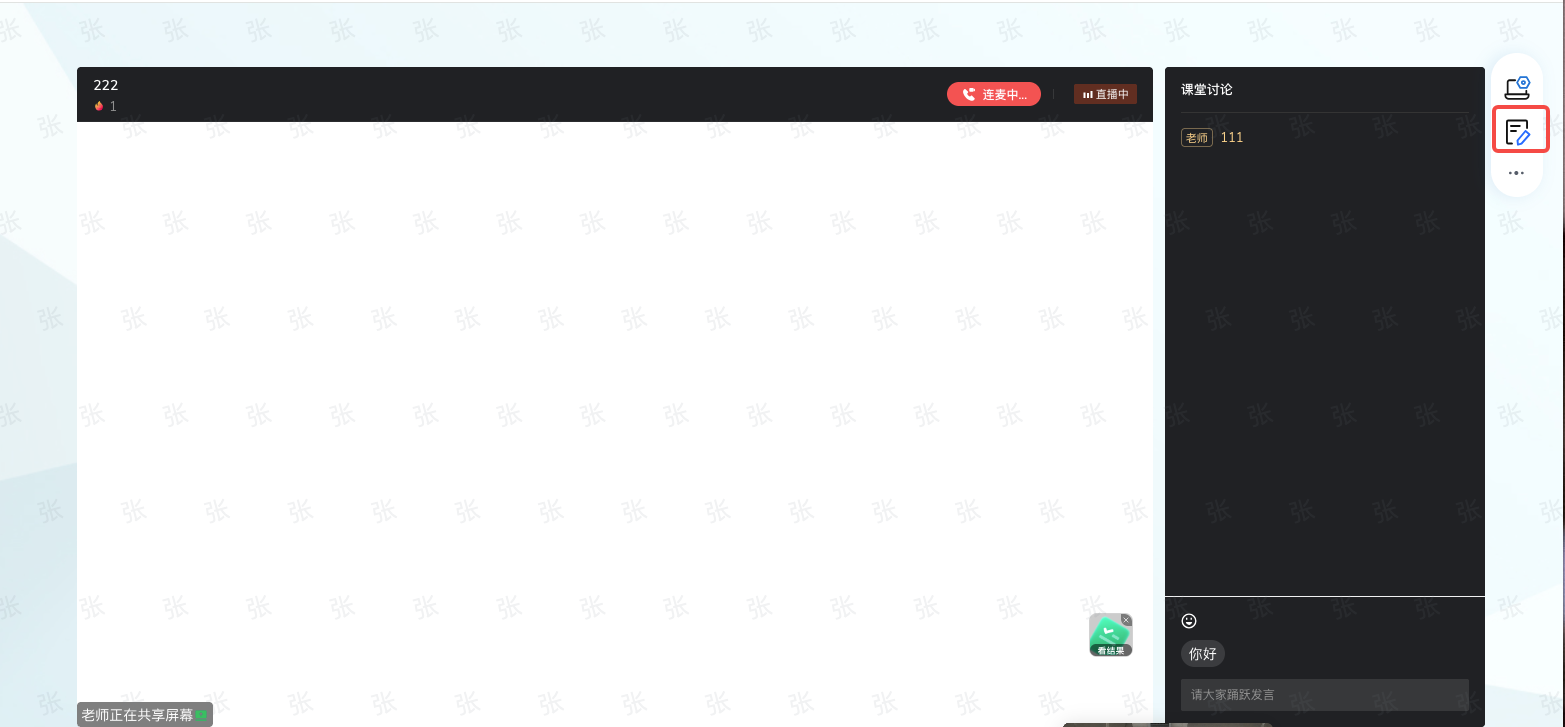 222
1
连麦中...
直播中
课堂讨论
老师 111
看结果
你好
请大家踊跃发言
老师正在共享屏幕
张